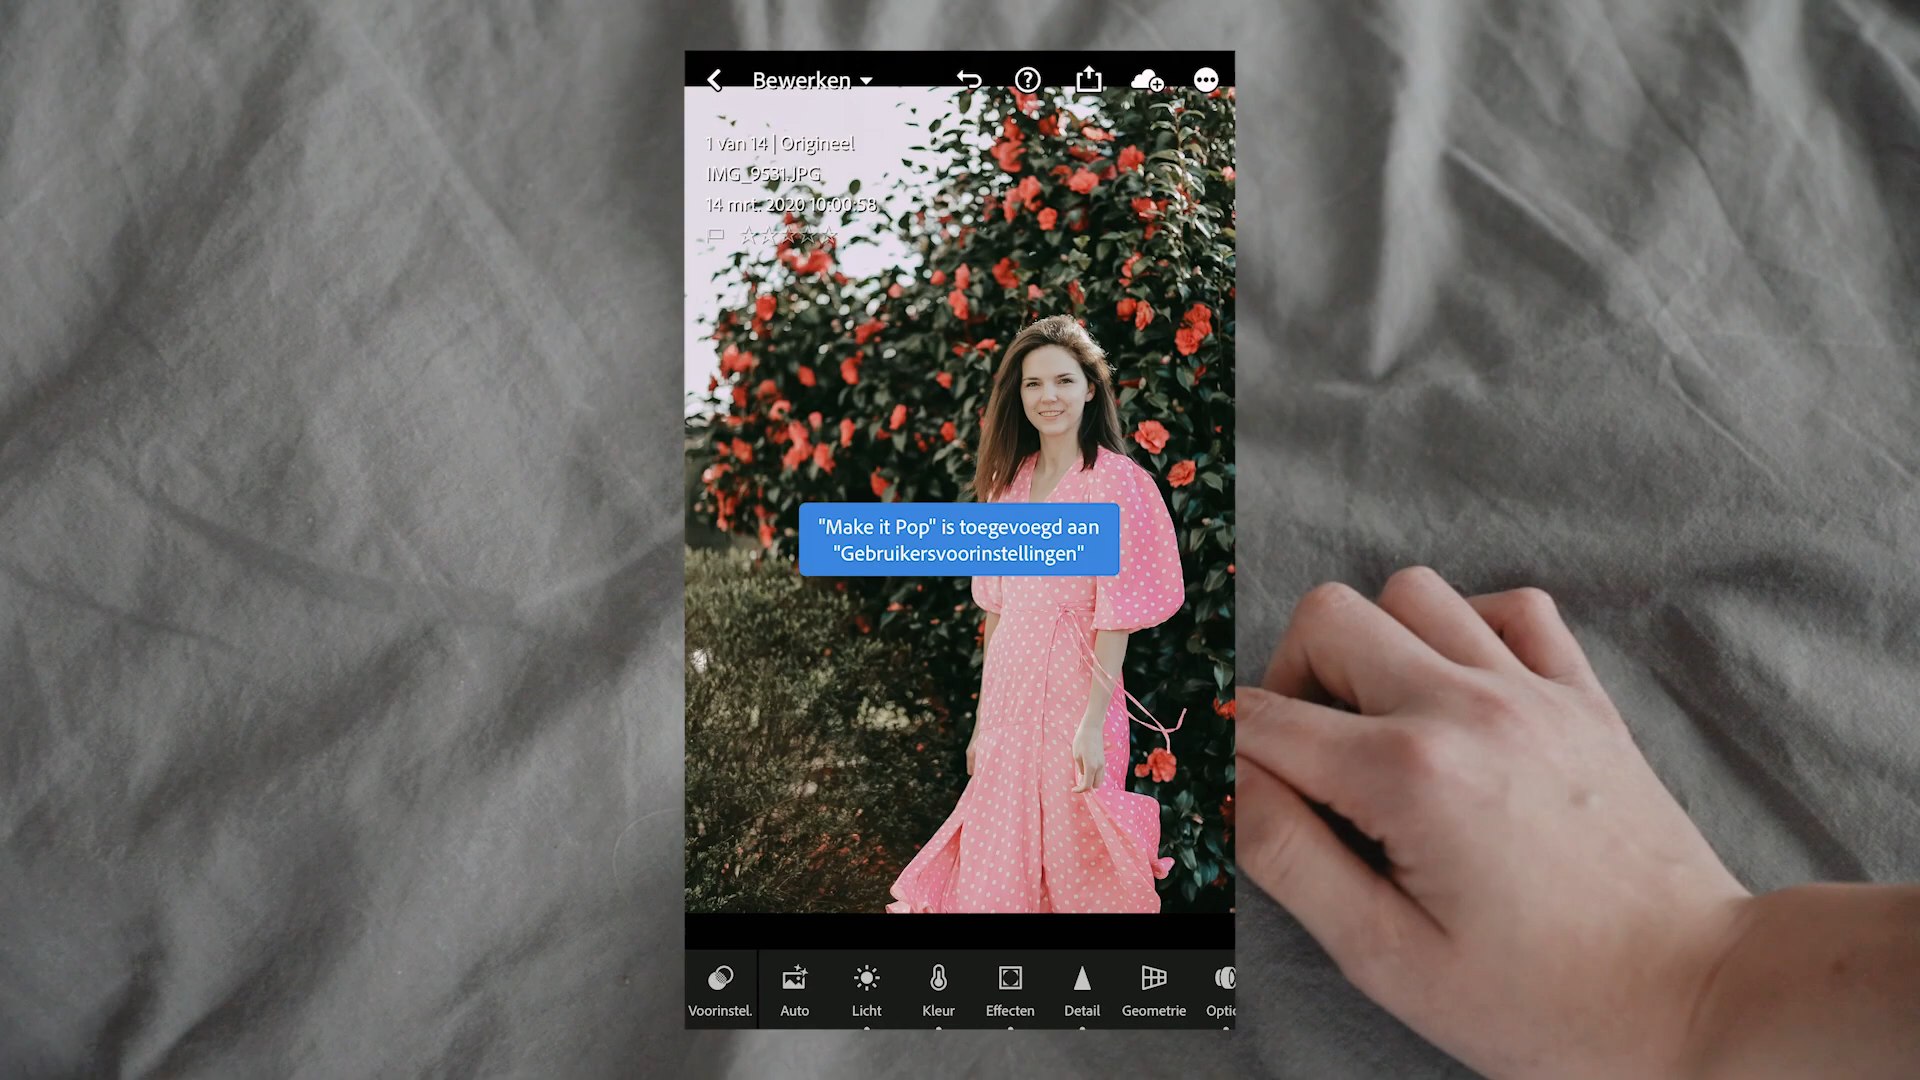 Bewerken
1 van 14 | Origineel
IMG_9531.JPG
14 mrt. 2020 10:00:58
"Make it Pop" is toegevoegd aan
"Gebruikersvoorinstellingen"
Voorinstel.
Auto
Licht
Kleur
Effecten
Detail
Geometrie
Optic